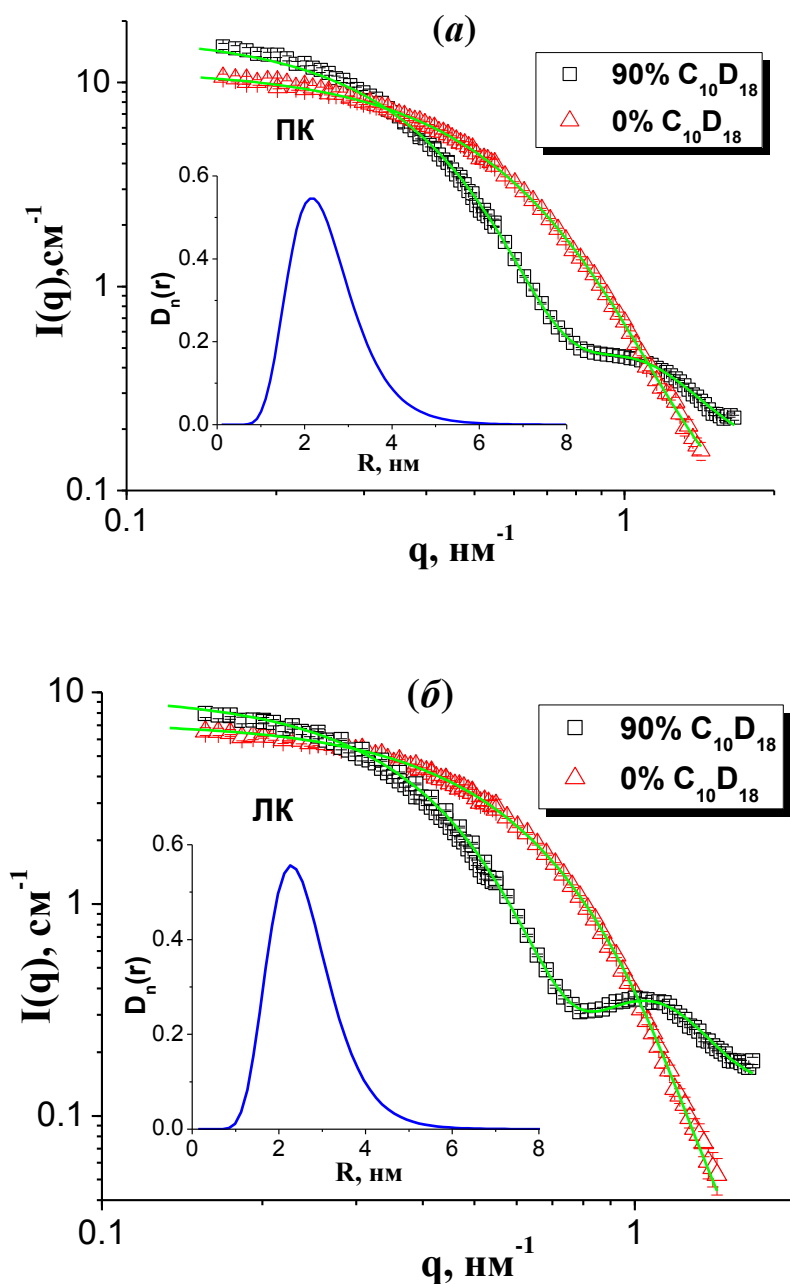 (а)
90% C₁₀D₁₈
0% C₁₀D₁₈
ПК
I(q),см⁻¹
10
1
0.1
0.1
1
q, нм⁻¹
Dₙ(r)
0.6
0.4
0.2
0.0
0 2 4 6 8
R, нм
(б)
90% C₁₀D₁₈
0% C₁₀D₁₈
ЛК
I(q), см⁻¹
10
1
0.1
0.1
1
q, нм⁻¹
Dₙ(r)
0.6
0.4
0.2
0.0
0 2 4 6 8
R, нм